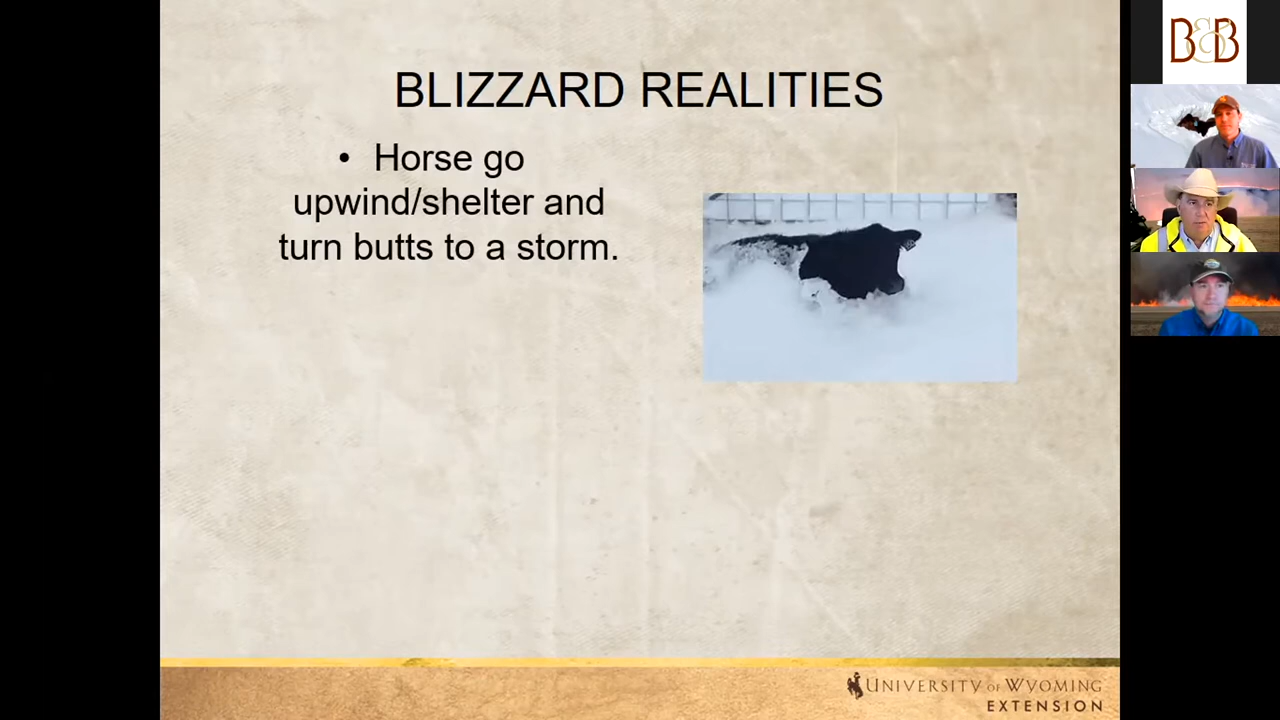 BLIZZARD REALITIES
• Horse go
upwind/shelter and
turn butts to a storm.
UNIVERSITY OF WYOMING
EXTENSION
B&B